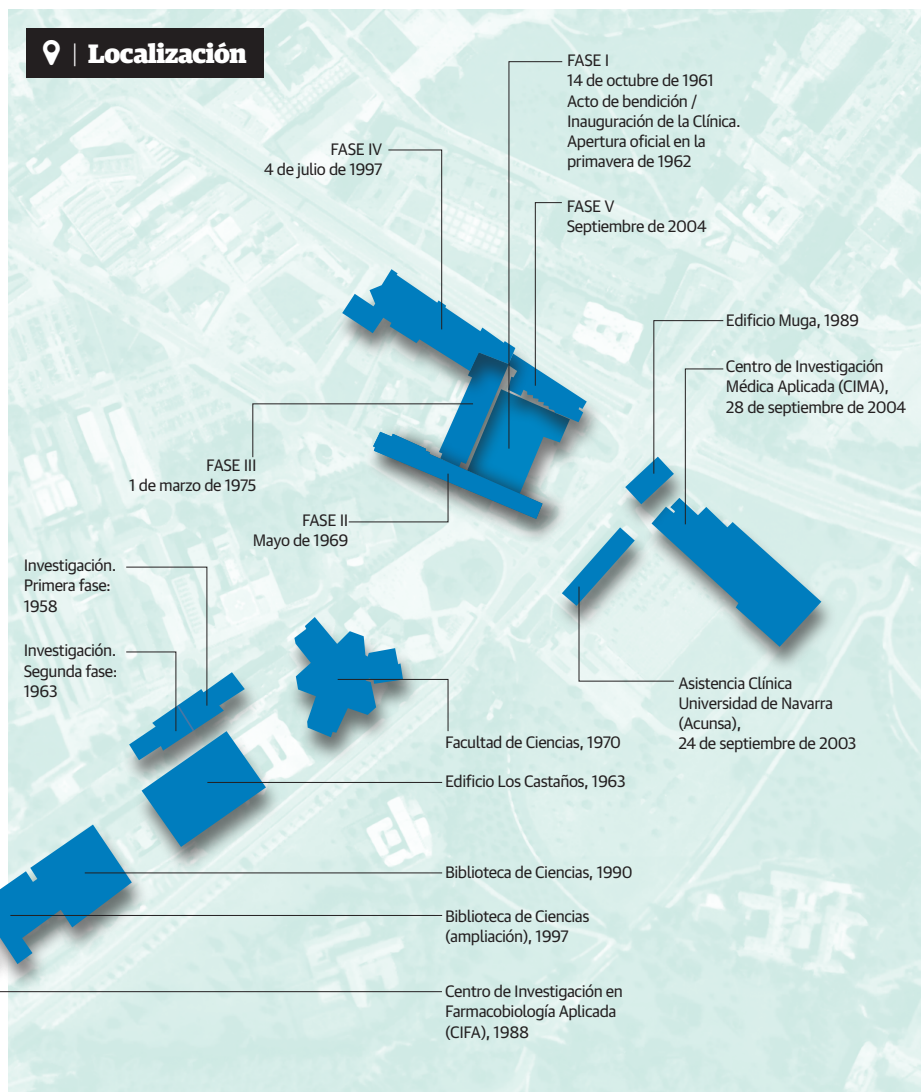 | Localización
FASE I
14 de octubre de 1961
Acto de bendición /
Inauguración de la Clínica.
Apertura oficial en la
primavera de 1962
FASE IV
4 de julio de 1997
FASE V
Septiembre de 2004
Edificio Muga, 1989
Centro de Investigación
Médica Aplicada (CIMA),
28 de septiembre de 2004
FASE III
1 de marzo de 1975
FASE II
Mayo de 1969
Investigación.
Primera fase:
1958
Investigación.
Segunda fase:
1963
Asistencia Clínica
Universidad de Navarra
(Acunsa),
24 de septiembre de 2003
Facultad de Ciencias, 1970
Edificio Los Castaños, 1963
Biblioteca de Ciencias, 1990
Biblioteca de Ciencias
(ampliación), 1997
Centro de Investigación en
Farmacobiología Aplicada
(CIFA), 1988